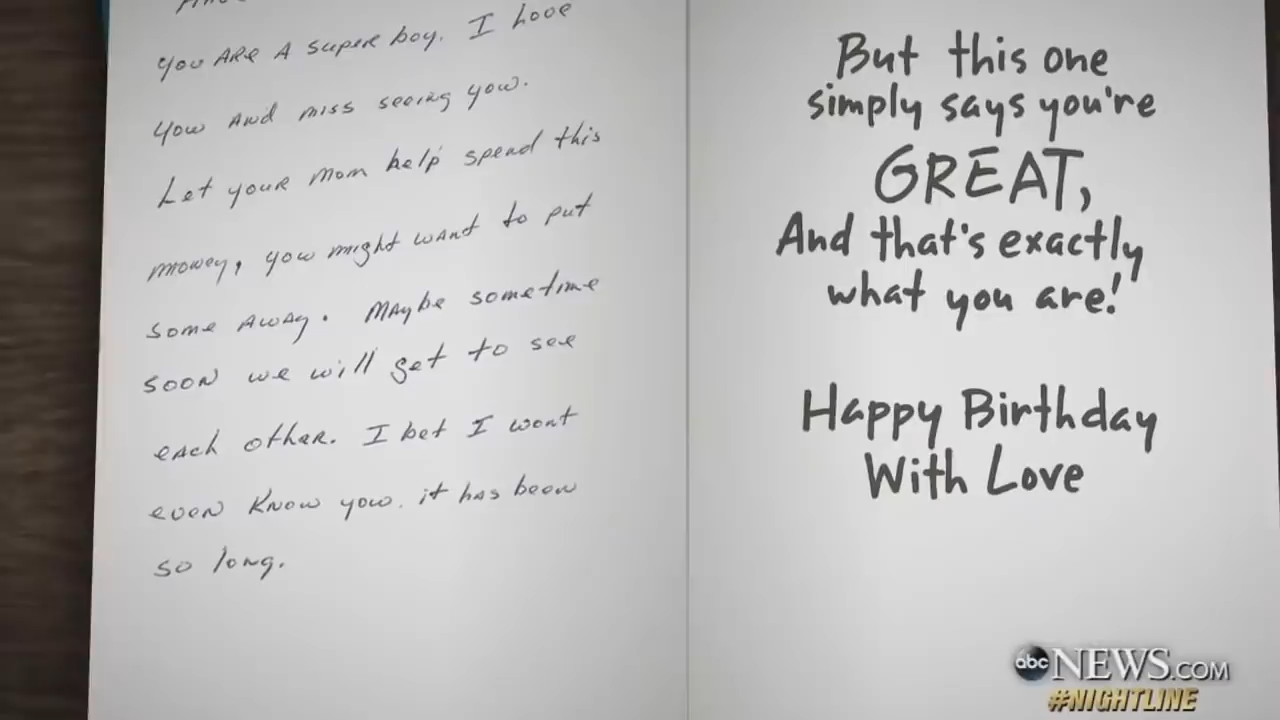 you ARe A super boy. I love
you AND miss seeing you.
Let your mom help spend this
money, you might want to put
some AWAy. MAybe sometime
soon we will get to see
eAch other. I bet I wont
even Know you. it has been
so long.
But this one
simply says you're
GREAT,
And that's exactly
what you are!
Happy Birthday
With Love
abc NEWS.COM
#NIGHTLINE